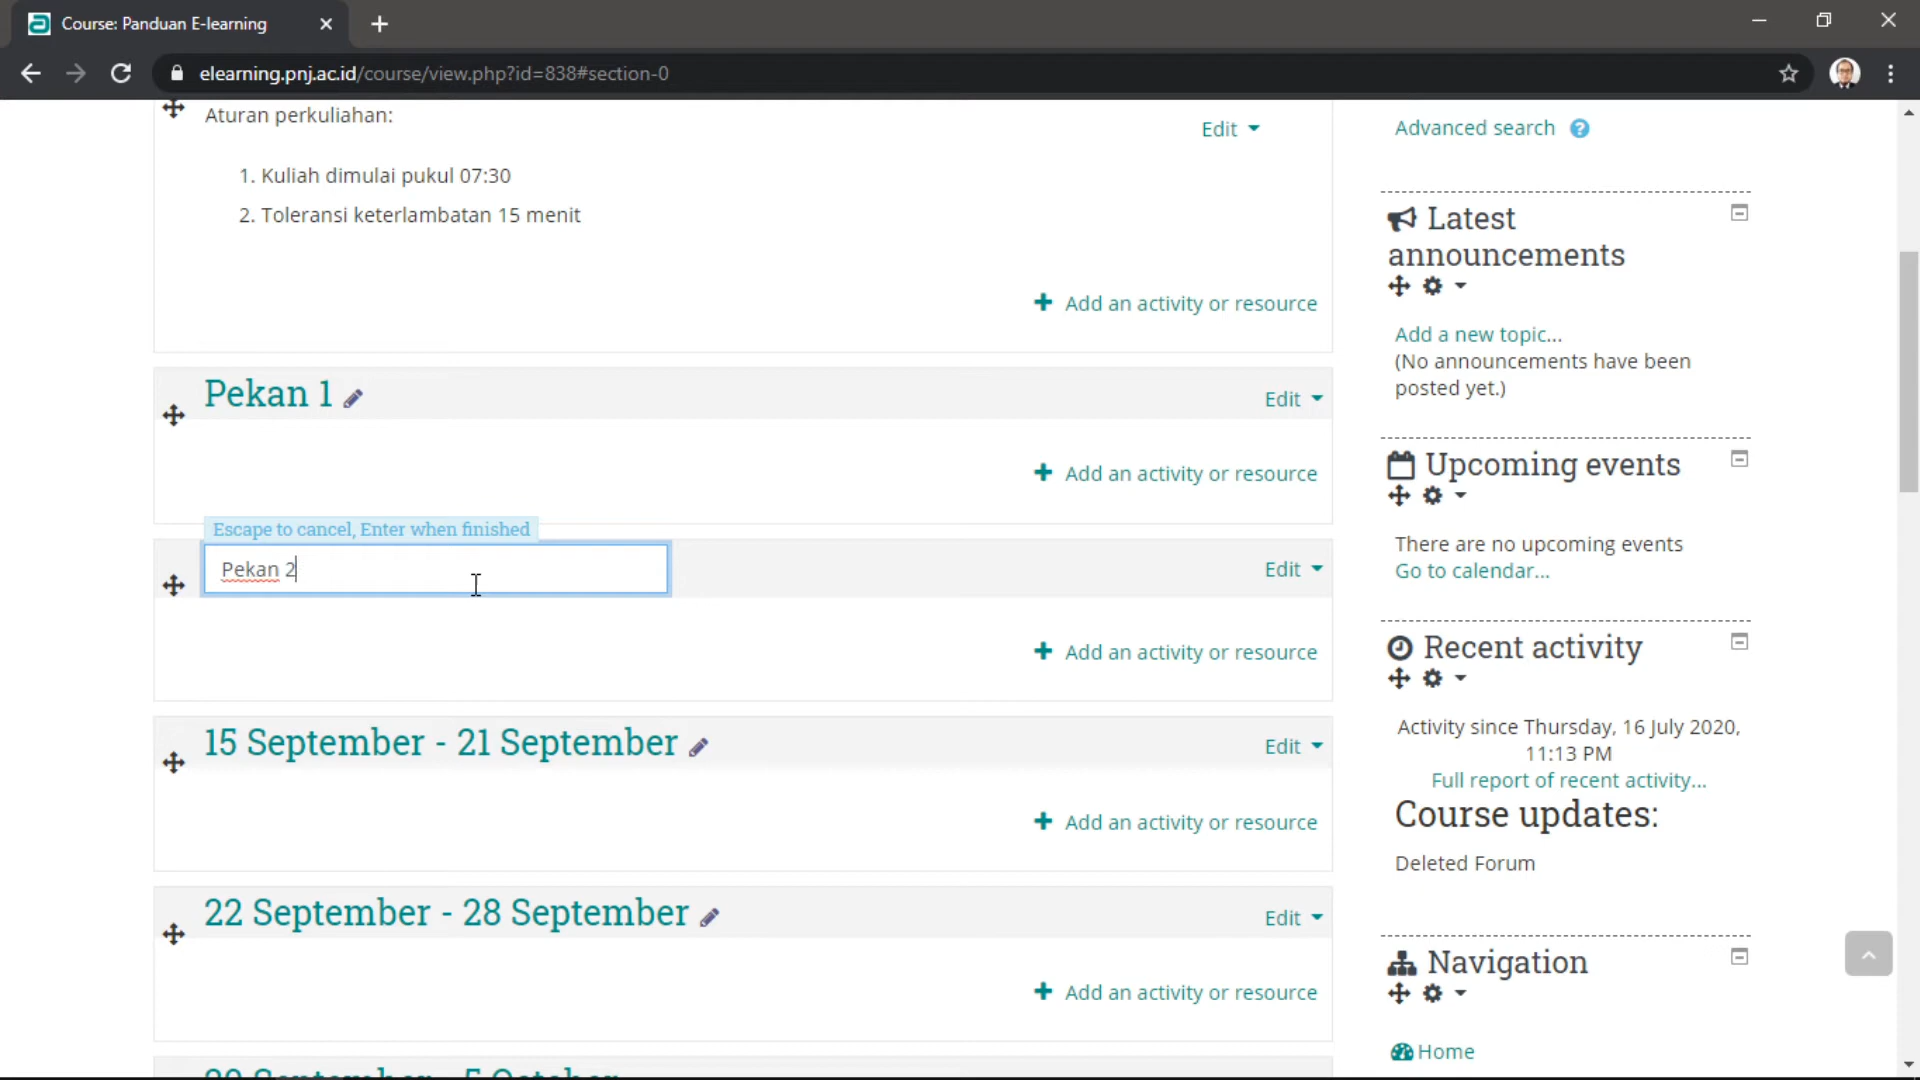 Course: Panduan E-learning
elearning.pnj.ac.id/course/view.php?id=838#section-0
Aturan perkuliahan:
Edit
1. Kuliah dimulai pukul 07:30
2. Toleransi keterlambatan 15 menit
Add an activity or resource
Pekan 1
Edit
Add an activity or resource
Escape to cancel, Enter when finished
Pekan 2
Edit
Add an activity or resource
15 September - 21 September
Edit
Add an activity or resource
22 September - 28 September
Edit
Add an activity or resource
29 September - 5 October
Advanced search
Latest
announcements
Add a new topic...
(No announcements have been
posted yet.)
Upcoming events
There are no upcoming events
Go to calendar...
Recent activity
Activity since Thursday, 16 July 2020,
11:13 PM
Full report of recent activity...
Course updates:
Deleted Forum
Navigation
Home